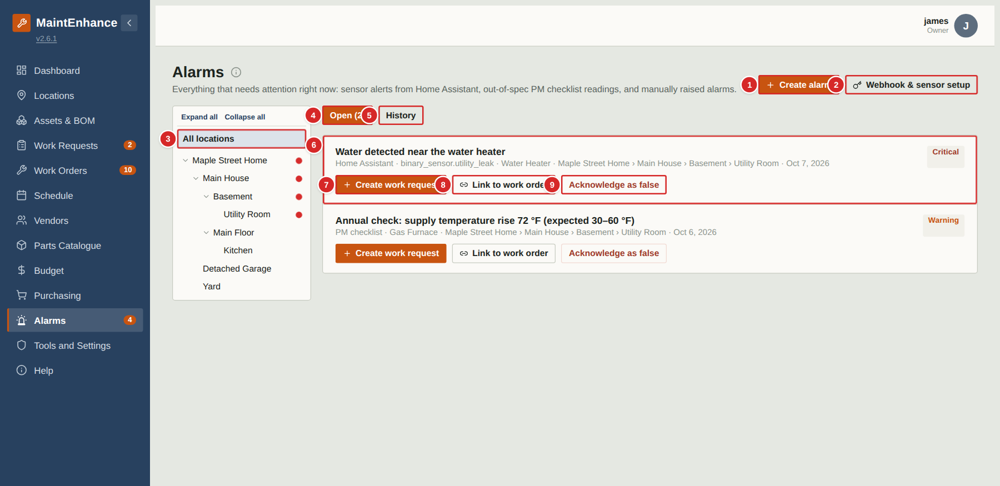 MaintEnhance
v2.6.1
Dashboard
Locations
Assets & BOM
Work Requests 2
Work Orders 10
Schedule
Vendors
Parts Catalogue
Budget
Purchasing
Alarms 4
Tools and Settings
Help
james
Owner
J
Alarms
Everything that needs attention right now: sensor alerts from Home Assistant, out-of-spec PM checklist readings, and manually raised alarms.
1 Create alarm 2 Webhook & sensor setup
Expand all Collapse all
3 All locations
Maple Street Home
Main House
Basement
Utility Room
Main Floor
Kitchen
Detached Garage
Yard
4 Open (2 5 History
6
Water detected near the water heater
Critical
Home Assistant · binary_sensor.utility_leak · Water Heater · Maple Street Home › Main House › Basement › Utility Room · Oct 7, 2026
7 Create work request 8 Link to work order 9 Acknowledge as false
Annual check: supply temperature rise 72 °F (expected 30–60 °F)
Warning
PM checklist · Gas Furnace · Maple Street Home › Main House › Basement › Utility Room · Oct 6, 2026
Create work request Link to work order Acknowledge as false